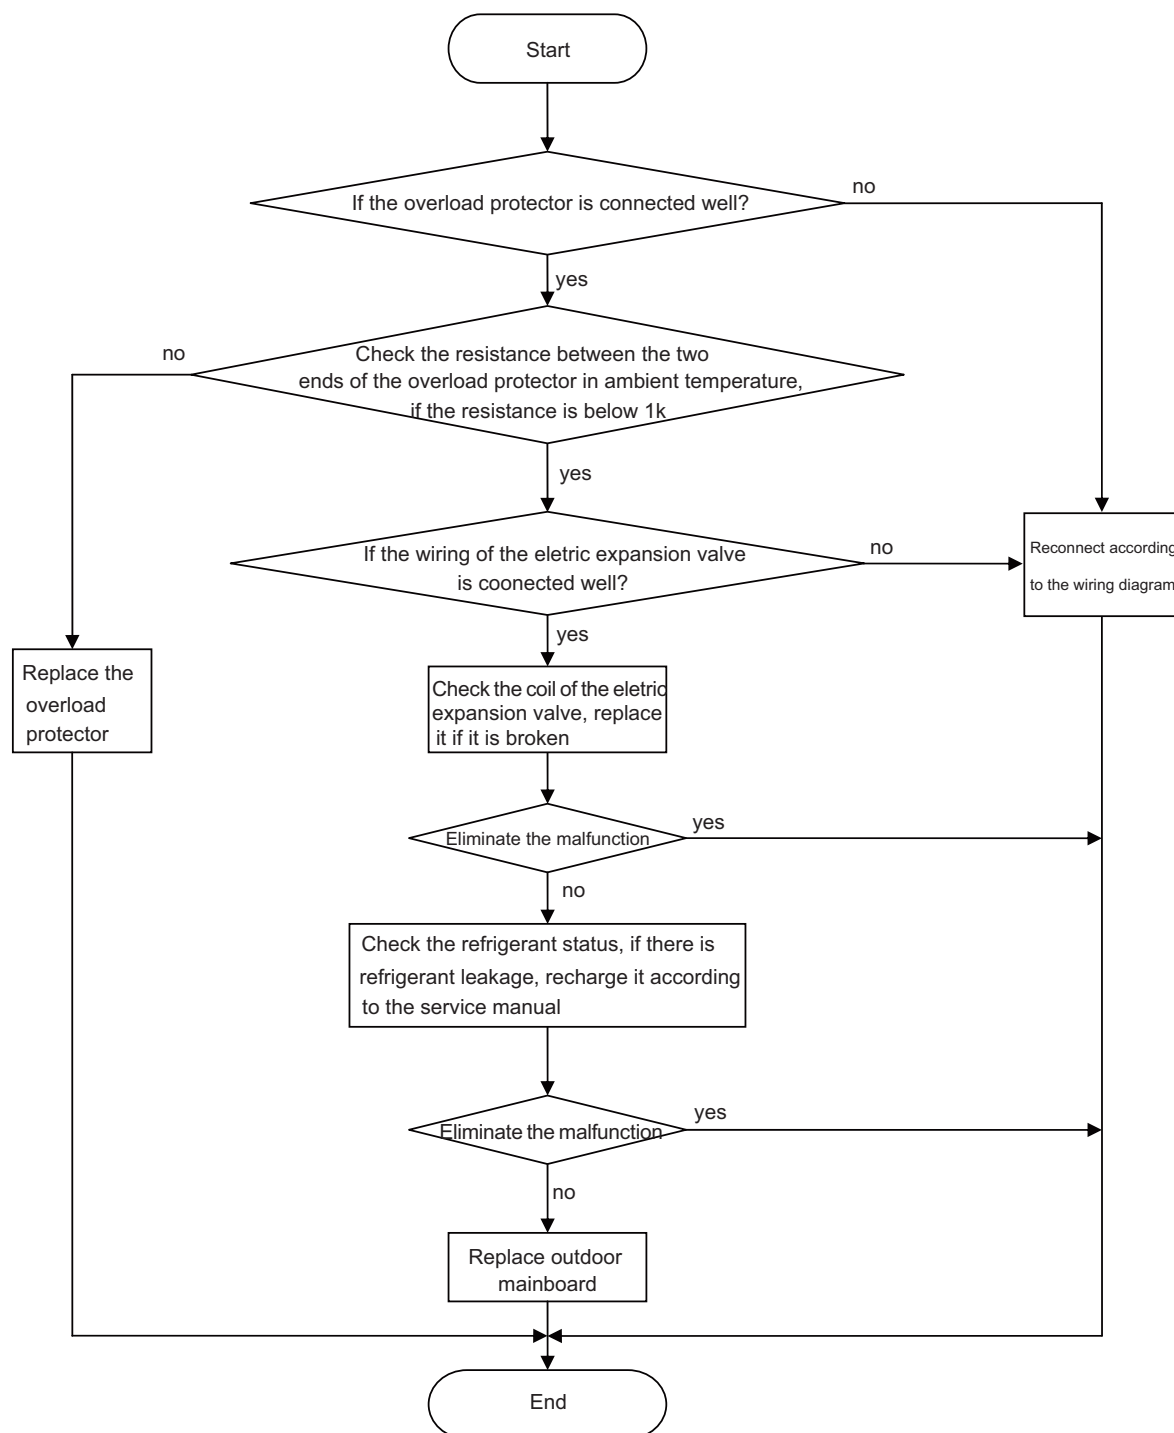 Start
If the overload protector is connected well?
no
yes
Check the resistance between the two
ends of the overload protector in ambient temperature,
if the resistance is below 1k
no
yes
If the wiring of the eletric expansion valve
is coonected well?
no
Reconnect according
to the wiring diagram
yes
Replace the
overload
protector
Check the coil of the eletric
expansion valve, replace
it if it is broken
Eliminate the malfunction
yes
no
Check the refrigerant status, if there is
refrigerant leakage, recharge it according
to the service manual
Eliminate the malfunction
yes
no
Replace outdoor
mainboard
End